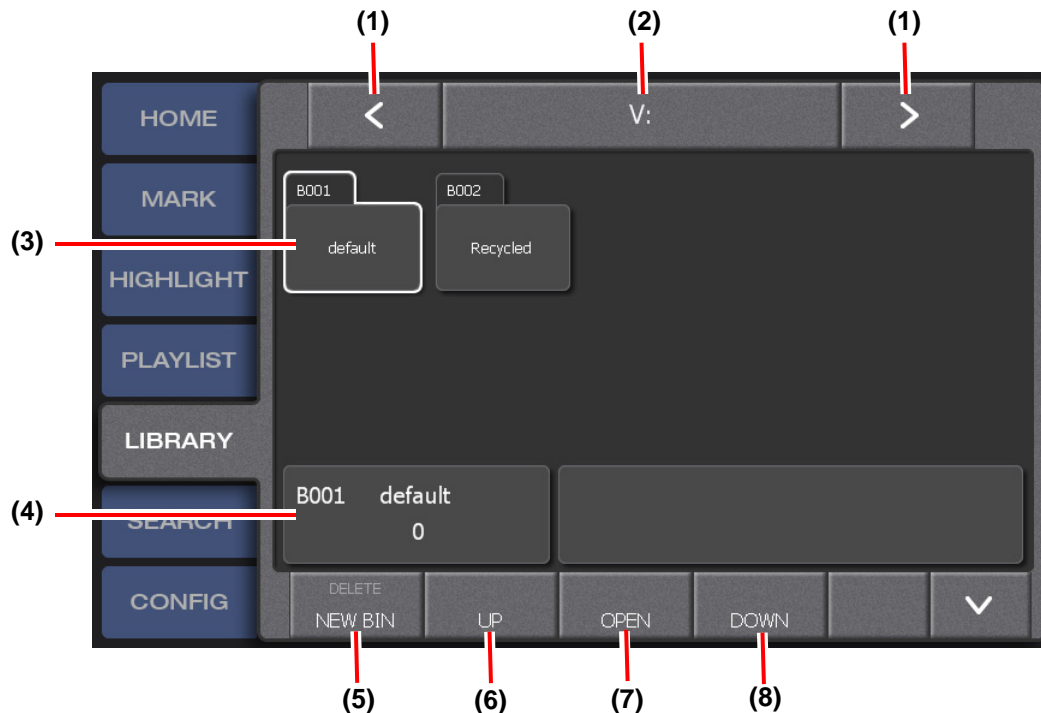 (1)
(2)
(1)
HOME
<
V:
>
MARK
B001
B002
(3)
default
Recycled
HIGHLIGHT
PLAYLIST
LIBRARY
B001 default
0
(4)
SEARCH
CONFIG
DELETE
NEW BIN
UP
OPEN
DOWN
(5)
(6)
(7)
(8)